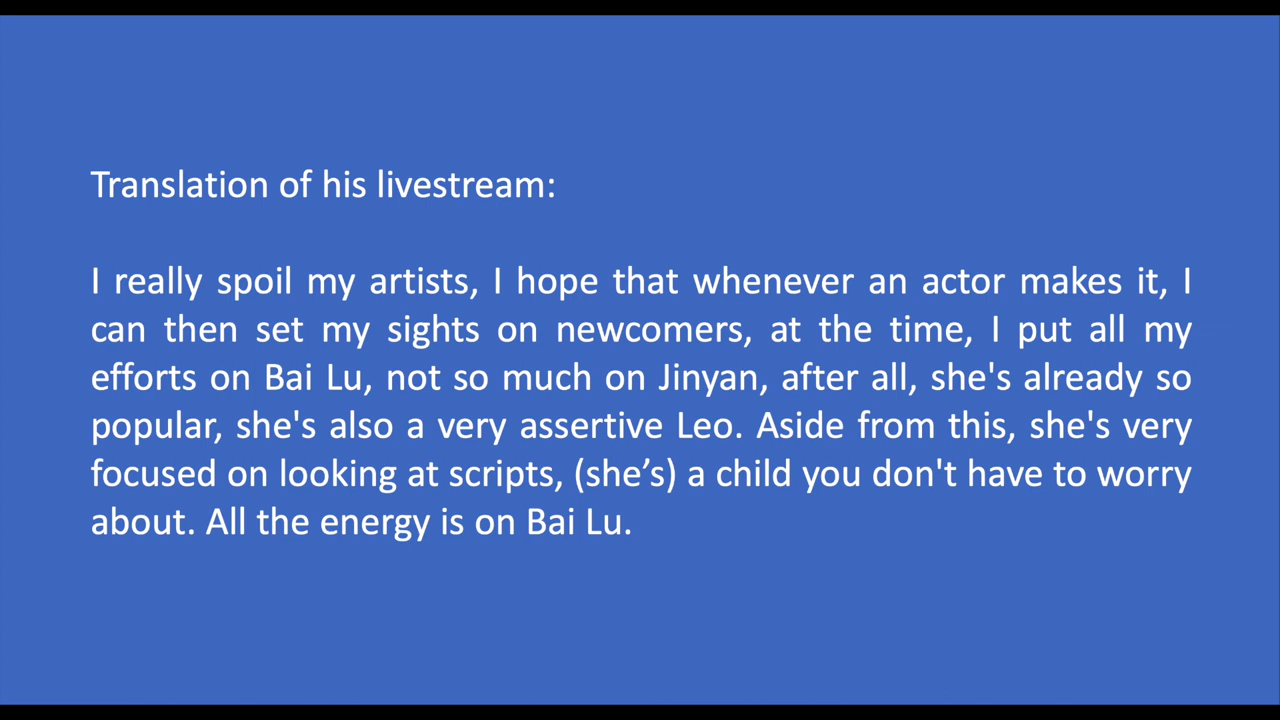 Translation of his livestream:
I really spoil my artists, I hope that whenever an actor makes it, I
can then set my sights on newcomers, at the time, I put all my
efforts on Bai Lu, not so much on Jinyan, after all, she's already so
popular, she's also a very assertive Leo. Aside from this, she's very
focused on looking at scripts, (she’s) a child you don't have to worry
about. All the energy is on Bai Lu.